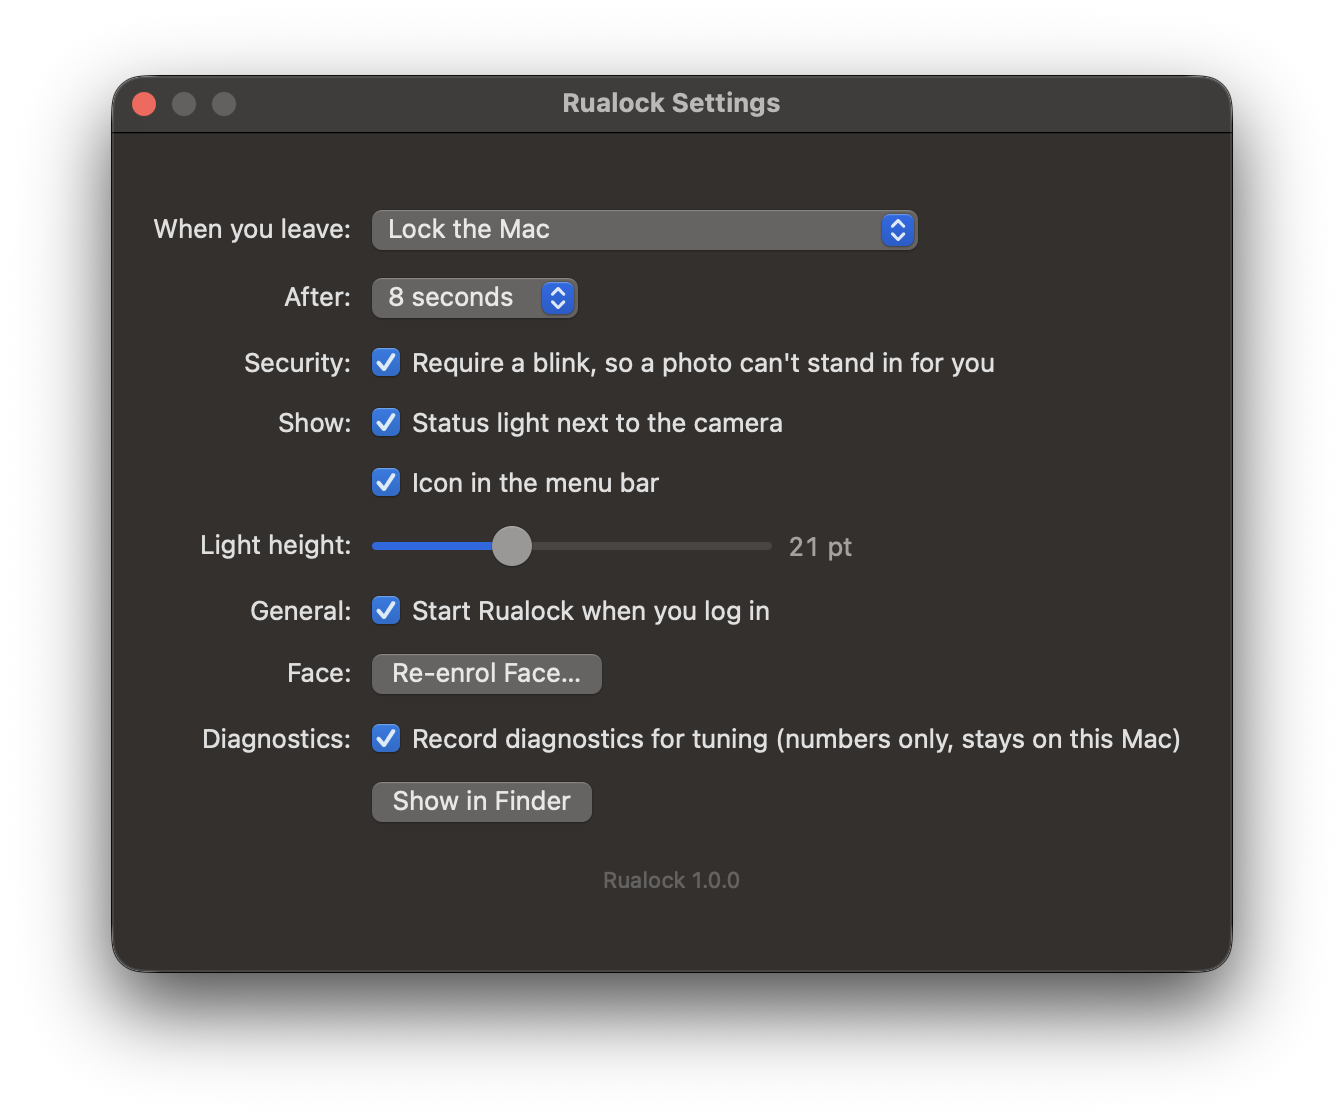 Rualock Settings
When you leave: Lock the Mac
After: 8 seconds
Security: Require a blink, so a photo can't stand in for you
Show: Status light next to the camera
Icon in the menu bar
Light height: 21 pt
General: Start Rualock when you log in
Face: Re-enrol Face...
Diagnostics: Record diagnostics for tuning (numbers only, stays on this Mac)
Show in Finder
Rualock 1.0.0